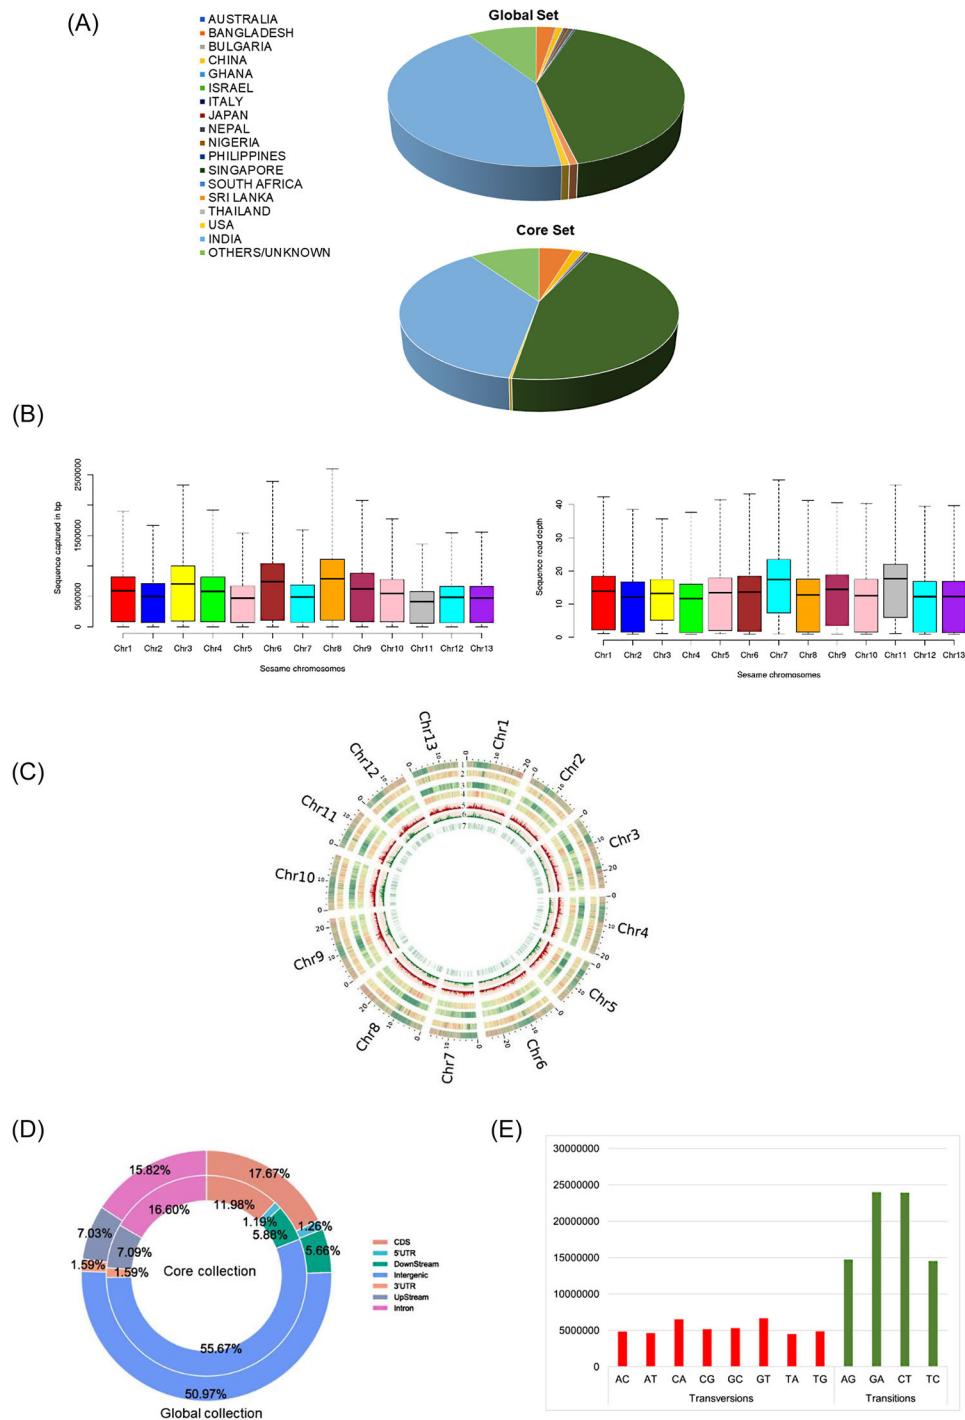 (A)
Global Set
AUSTRALIA
BANGLADESH
BULGARIA
CHINA
GHANA
ISRAEL
ITALY
JAPAN
NEPAL
NIGERIA
PHILIPPINES
SINGAPORE
SOUTH AFRICA
SRI LANKA
THAILAND
USA
INDIA
OTHERS/UNKNOWN
Core Set
(B)
Sequence captured in bp
2500000
1500000
500000
0
Chr1 Chr2 Chr3 Chr4 Chr5 Chr6 Chr7 Chr8 Chr9 Chr10 Chr11 Chr12 Chr13
Sesame chromosomes
Sequence read depth
40
30
20
10
0
Chr1 Chr2 Chr3 Chr4 Chr5 Chr6 Chr7 Chr8 Chr9 Chr10 Chr11 Chr12 Chr13
Sesame chromosomes
(C)
Chr1
Chr2
Chr3
Chr4
Chr5
Chr6
Chr7
Chr8
Chr9
Chr10
Chr11
Chr12
Chr13
1
2
3
4
5
6
7
(D)
15.82%
17.67%
16.60%
11.98%
1.19%
1.26%
5.88%
5.66%
7.03%
7.09%
1.59%
1.59%
Core collection
55.67%
50.97%
Global collection
CDS
5'UTR
DownStream
Intergenic
3'UTR
UpStream
Intron
(E)
30000000
25000000
20000000
15000000
10000000
5000000
0
AC AT CA CG GC GT TA TG AG GA CT TC
Transversions Transitions